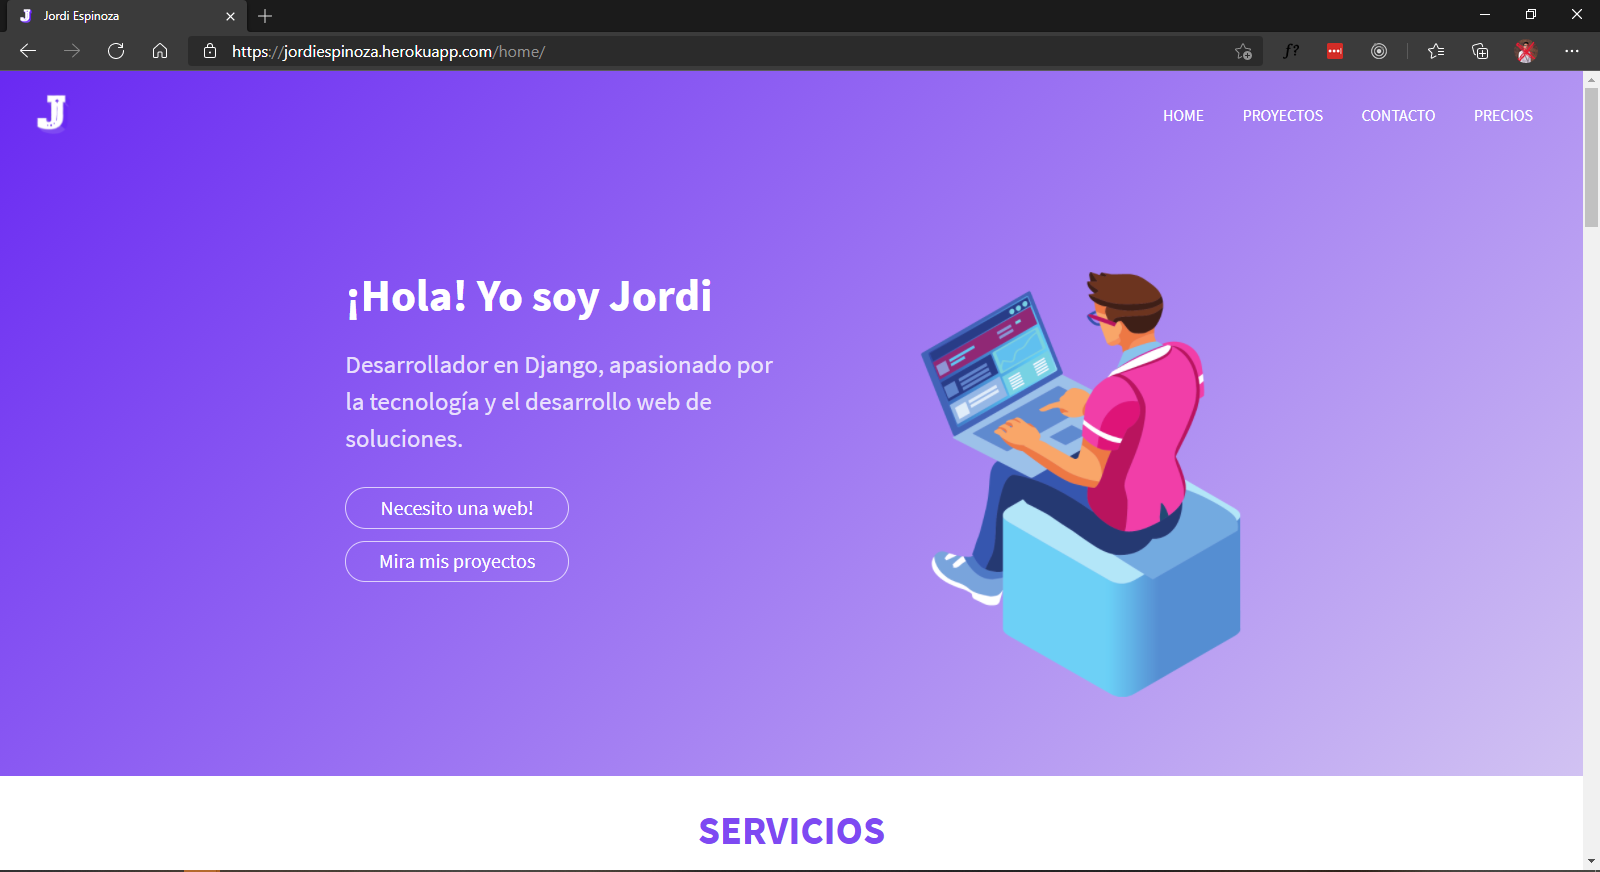 Jordi Espinoza
https://jordiespinoza.herokuapp.com/home/
f?
J
HOME PROYECTOS CONTACTO PRECIOS
¡Hola! Yo soy Jordi
Desarrollador en Django, apasionado por
la tecnología y el desarrollo web de
soluciones.
Necesito una web!
Mira mis proyectos
SERVICIOS